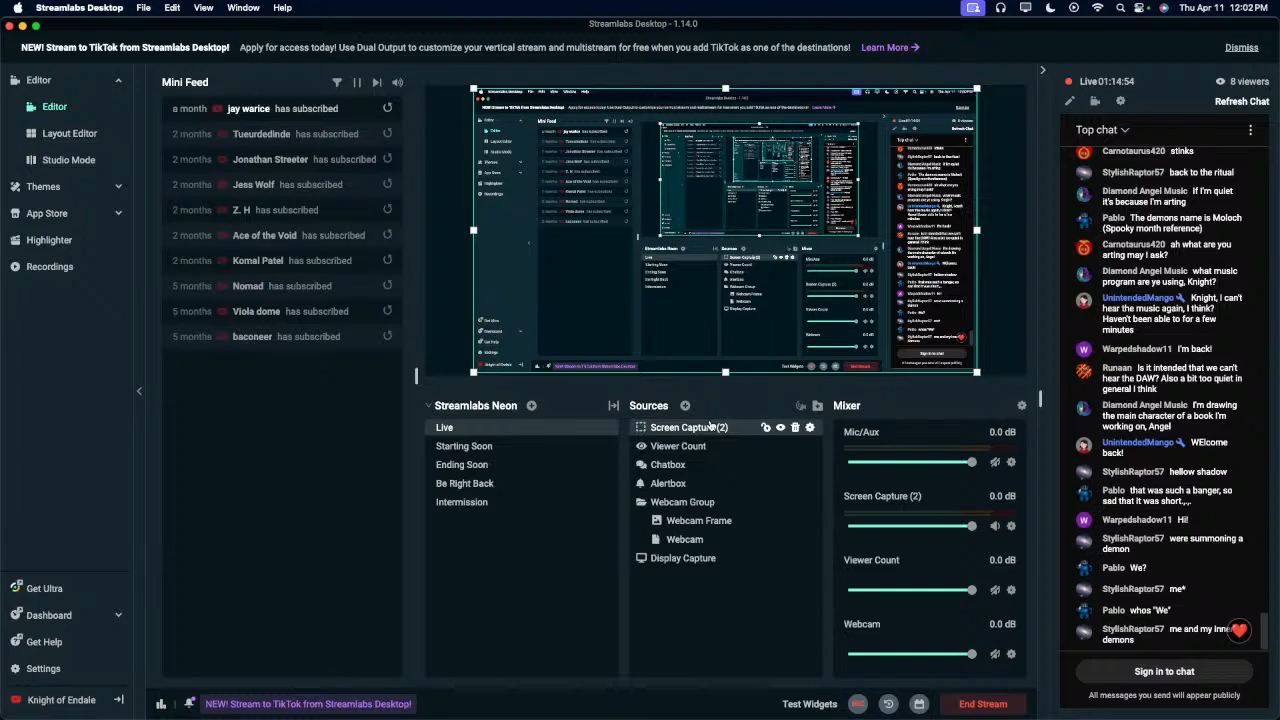 Streamlabs Desktop File Edit View Window Help
Thu Apr 11 12:02 PM
Streamlabs Desktop - 1.14.0
NEW! Stream to TikTok from Streamlabs Desktop! Apply for access today! Use Dual Output to customize your vertical stream and multistream for free when you add TikTok as one of the destinations! Learn More
Dismiss
Editor
Editor
Layout Editor
Studio Mode
Themes
App Store
Highlighter
Recordings
Get Ultra
Dashboard
Get Help
Settings
Knight of Endale
Mini Feed
a month jay warice has subscribed
2 months Tueurdedinde has subscribed
2 months Jonathan Streeter has subscribed
2 months Jess Wolf has subscribed
2 months Z. H has subscribed
2 months Ace of the Void has subscribed
2 months Komal Patel has subscribed
5 months Nomad has subscribed
5 months Viola dome has subscribed
5 months baconeer has subscribed
Streamlabs Neon
Live
Starting Soon
Ending Soon
Be Right Back
Intermission
Sources
Screen Capture (2)
Viewer Count
Chatbox
Alertbox
Webcam Group
Webcam Frame
Webcam
Display Capture
Mixer
Mic/Aux 0.0 dB
Screen Capture (2) 0.0 dB
Viewer Count 0.0 dB
Webcam 0.0 dB
NEW! Stream to TikTok from Streamlabs Desktop!
Test Widgets
REC
End Stream
Live 01:14:54
8 viewers
Refresh Chat
Top chat
Carnotaurus420 stinks
StylishRaptor57 back to the ritual
Diamond Angel Music If I'm quiet
it's because I'm arting
Pablo The demons name is Moloch
Carnotaurus420 ah what are you
arting may I ask?
Diamond Angel Music what music
program are ye using, Knight?
UnintendedMango Knight, I can't
hear the music again, I think?
Haven't been able to for a few
minutes
Warpedshadow11 I'm back!
Runaan Is it intended that we can't
hear the DAW? Also a bit too quiet in
general I think
Diamond Angel Music I'm drawing
the main character of a book I'm
working on, Angel
UnintendedMango WElcome
back!
StylishRaptor57 hellow shadow
Pablo that was such a banger, so
sad that it was short.,.,
Warpedshadow11 Hi!
StylishRaptor57 were summoning a
demon
Pablo We?
StylishRaptor57 me*
Pablo whos "We"
StylishRaptor57 me and my inner
demons
Sign in to chat
All messages you send will appear publicly